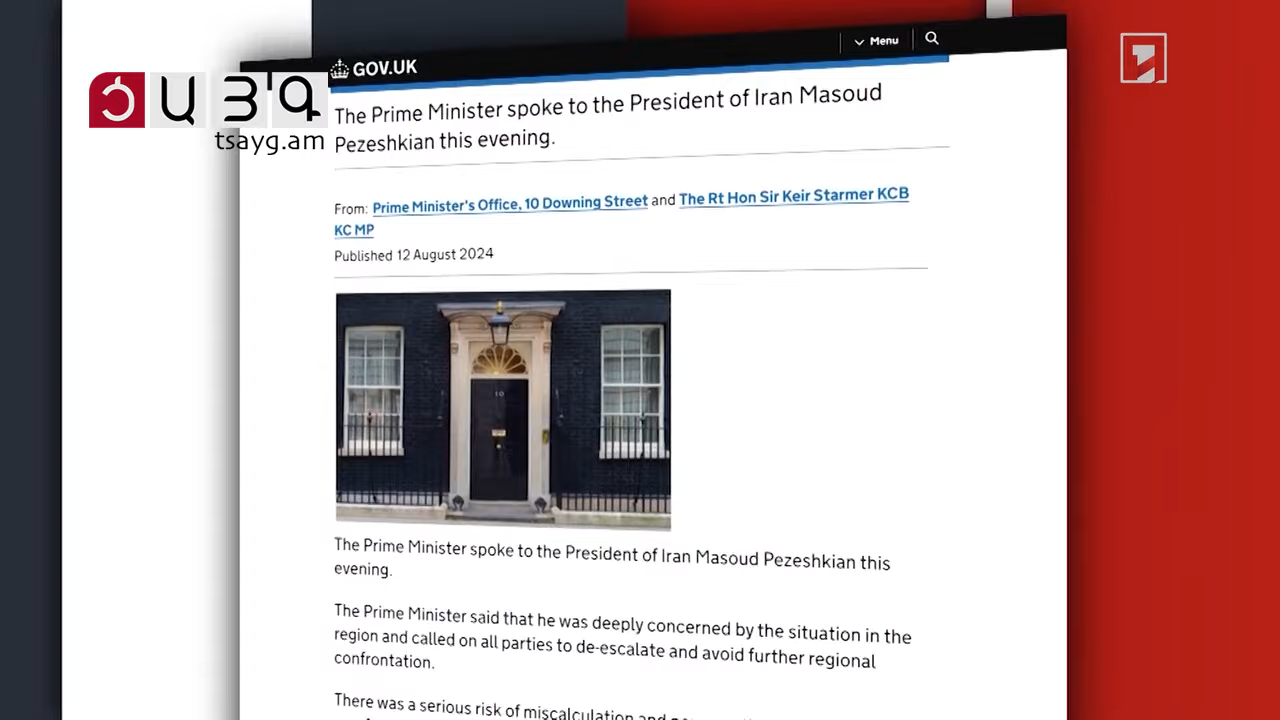 GOV.UK
Menu
ՑԱՅԳ
tsayg.am
1
The Prime Minister spoke to the President of Iran Masoud
Pezeshkian this evening.
From: Prime Minister's Office, 10 Downing Street and The Rt Hon Sir Keir Starmer KCB
KC MP
Published 12 August 2024
10
The Prime Minister spoke to the President of Iran Masoud Pezeshkian this
evening.
The Prime Minister said that he was deeply concerned by the situation in the
region and called on all parties to de-escalate and avoid further regional
confrontation.
There was a serious risk of miscalculation and